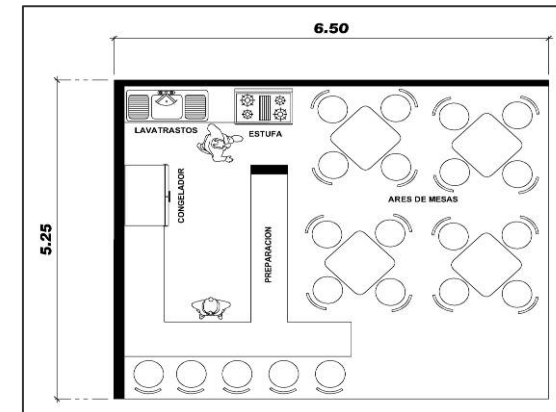 6.50
LAVATRASTOS
ESTUFA
CONGELADOR
ARES DE MESAS
5.25
PREPARACION